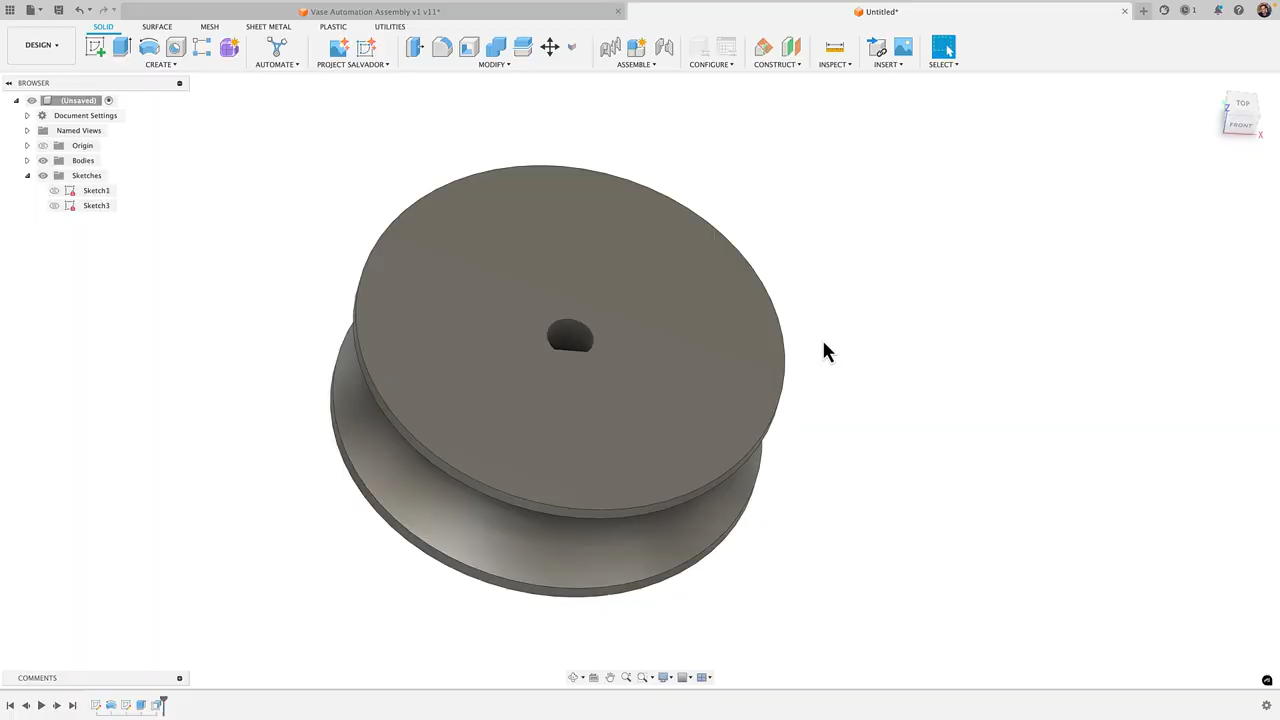 Vase Automation Assembly v1 v11*
Untitled*
1
DESIGN
SOLID
SURFACE
MESH
SHEET METAL
PLASTIC
UTILITIES
CREATE
AUTOMATE
PROJECT SALVADOR
MODIFY
ASSEMBLE
CONFIGURE
CONSTRUCT
INSPECT
INSERT
SELECT
BROWSER
(Unsaved)
Document Settings
Named Views
Origin
Bodies
Sketches
Sketch1
Sketch3
TOP
FRONT
Z
X
COMMENTS